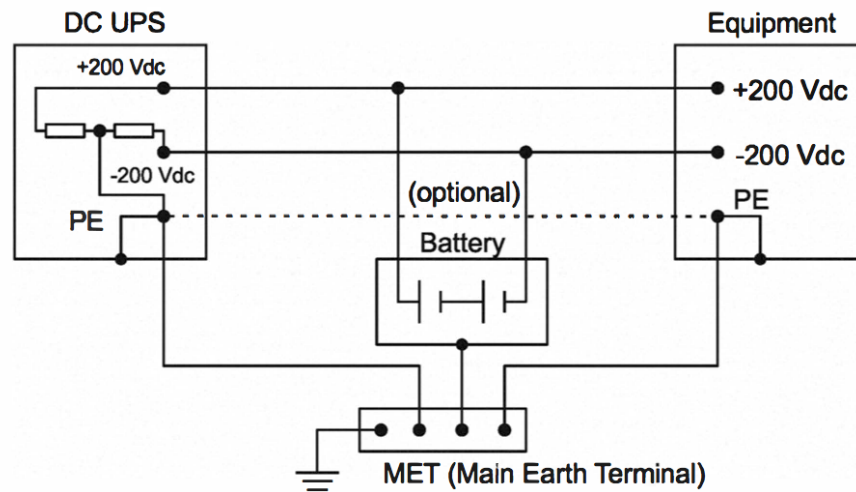 DC UPS
Equipment
+200 Vdc
+200 Vdc
-200 Vdc
-200 Vdc
(optional)
PE
PE
Battery
MET (Main Earth Terminal)